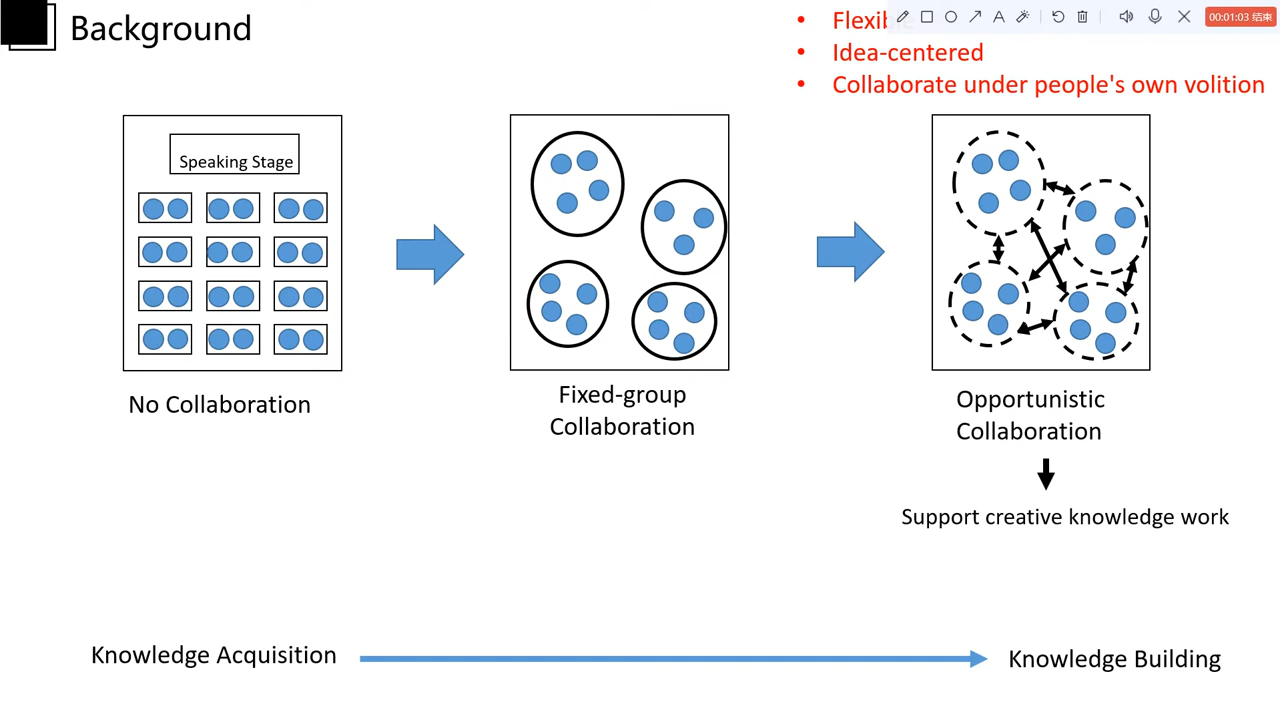 Background
Idea-centered
Collaborate under people's own volition
00:01:03 结束
Speaking Stage
No Collaboration
Fixed-group
Collaboration
Opportunistic
Collaboration
Support creative knowledge work
Knowledge Acquisition
Knowledge Building